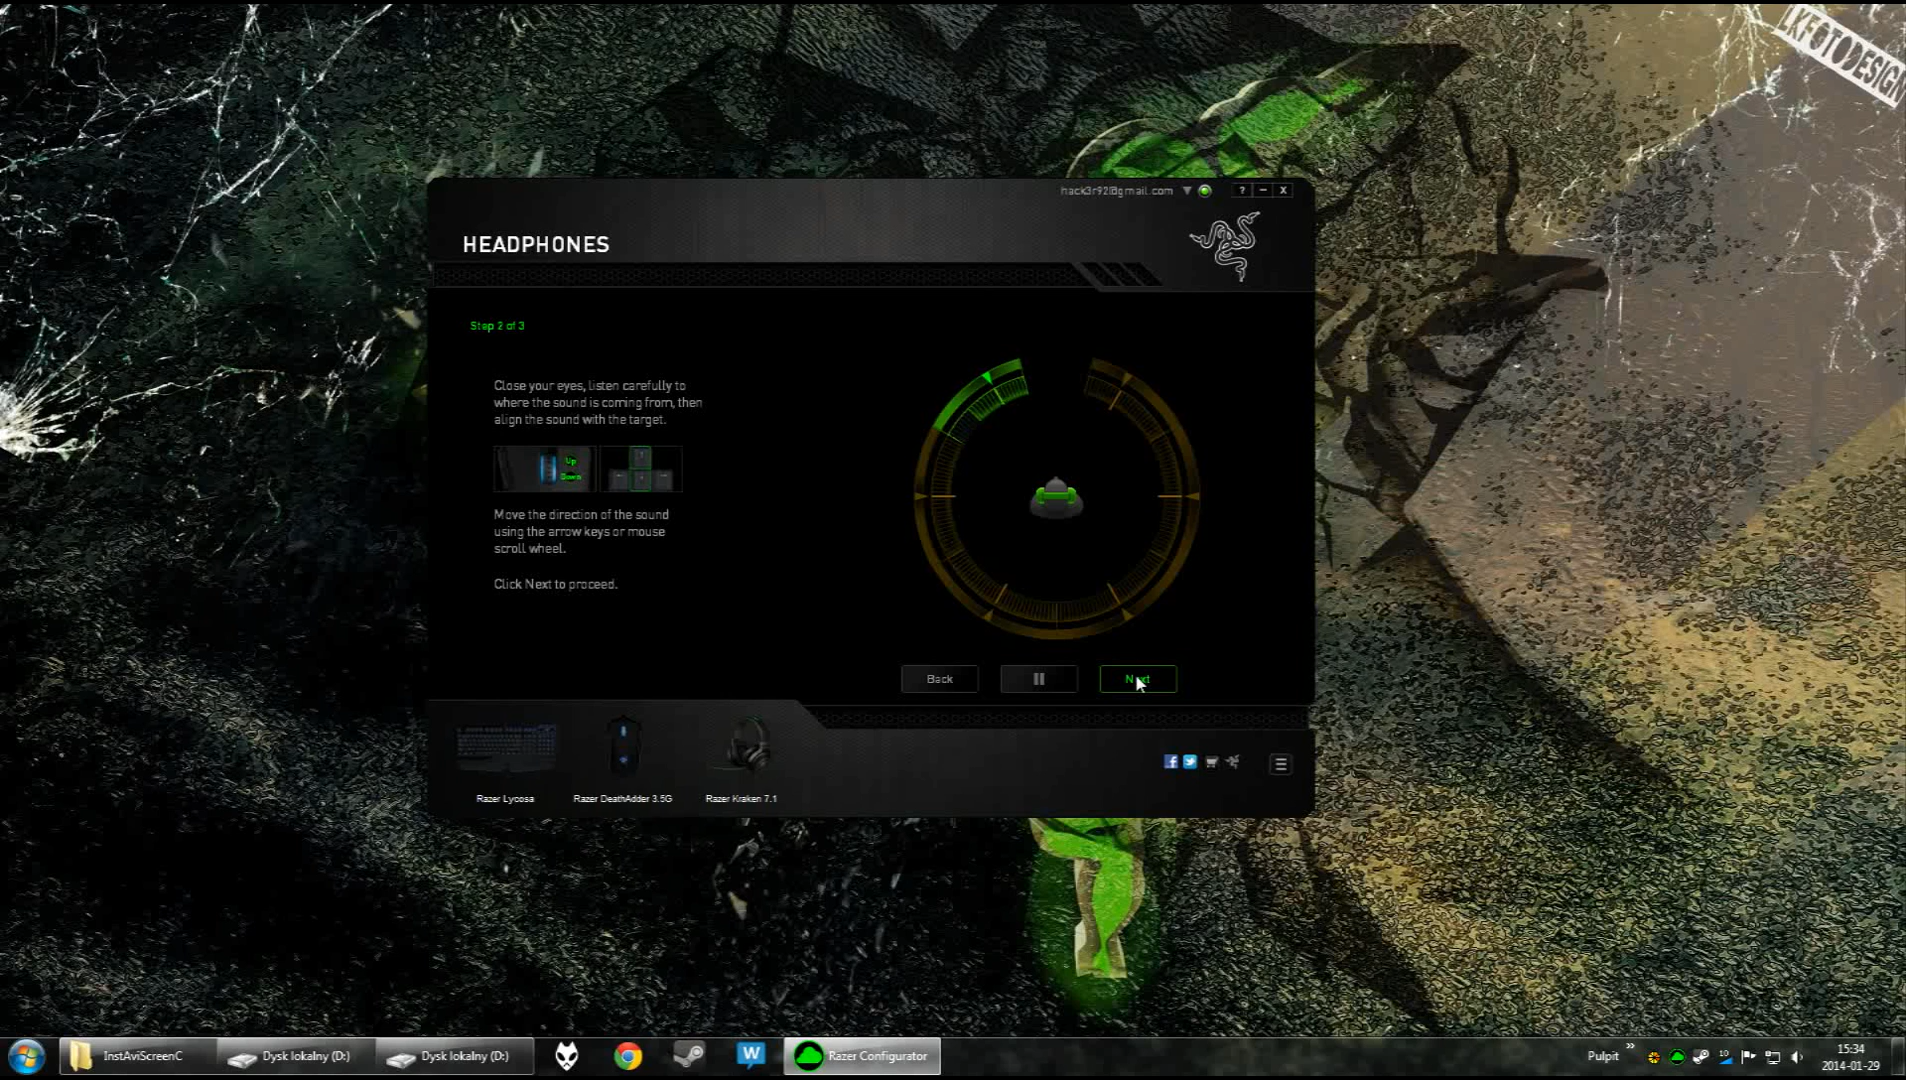 LKFOTODESIGN
hack3r92@gmail.com
?
X
HEADPHONES
Step 2 of 3
Close your eyes, listen carefully to
where the sound is coming from, then
align the sound with the target.
Up
Down
Move the direction of the sound
using the arrow keys or mouse
scroll wheel.
Click Next to proceed.
Back
Next
Razer Lycosa
Razer DeathAdder 3.5G
Razer Kraken 7.1
InstAviScreenC
Dysk lokalny (D:)
Dysk lokalny (D:)
W
Razer Configurator
Pulpit
10
15:34
2014-01-29